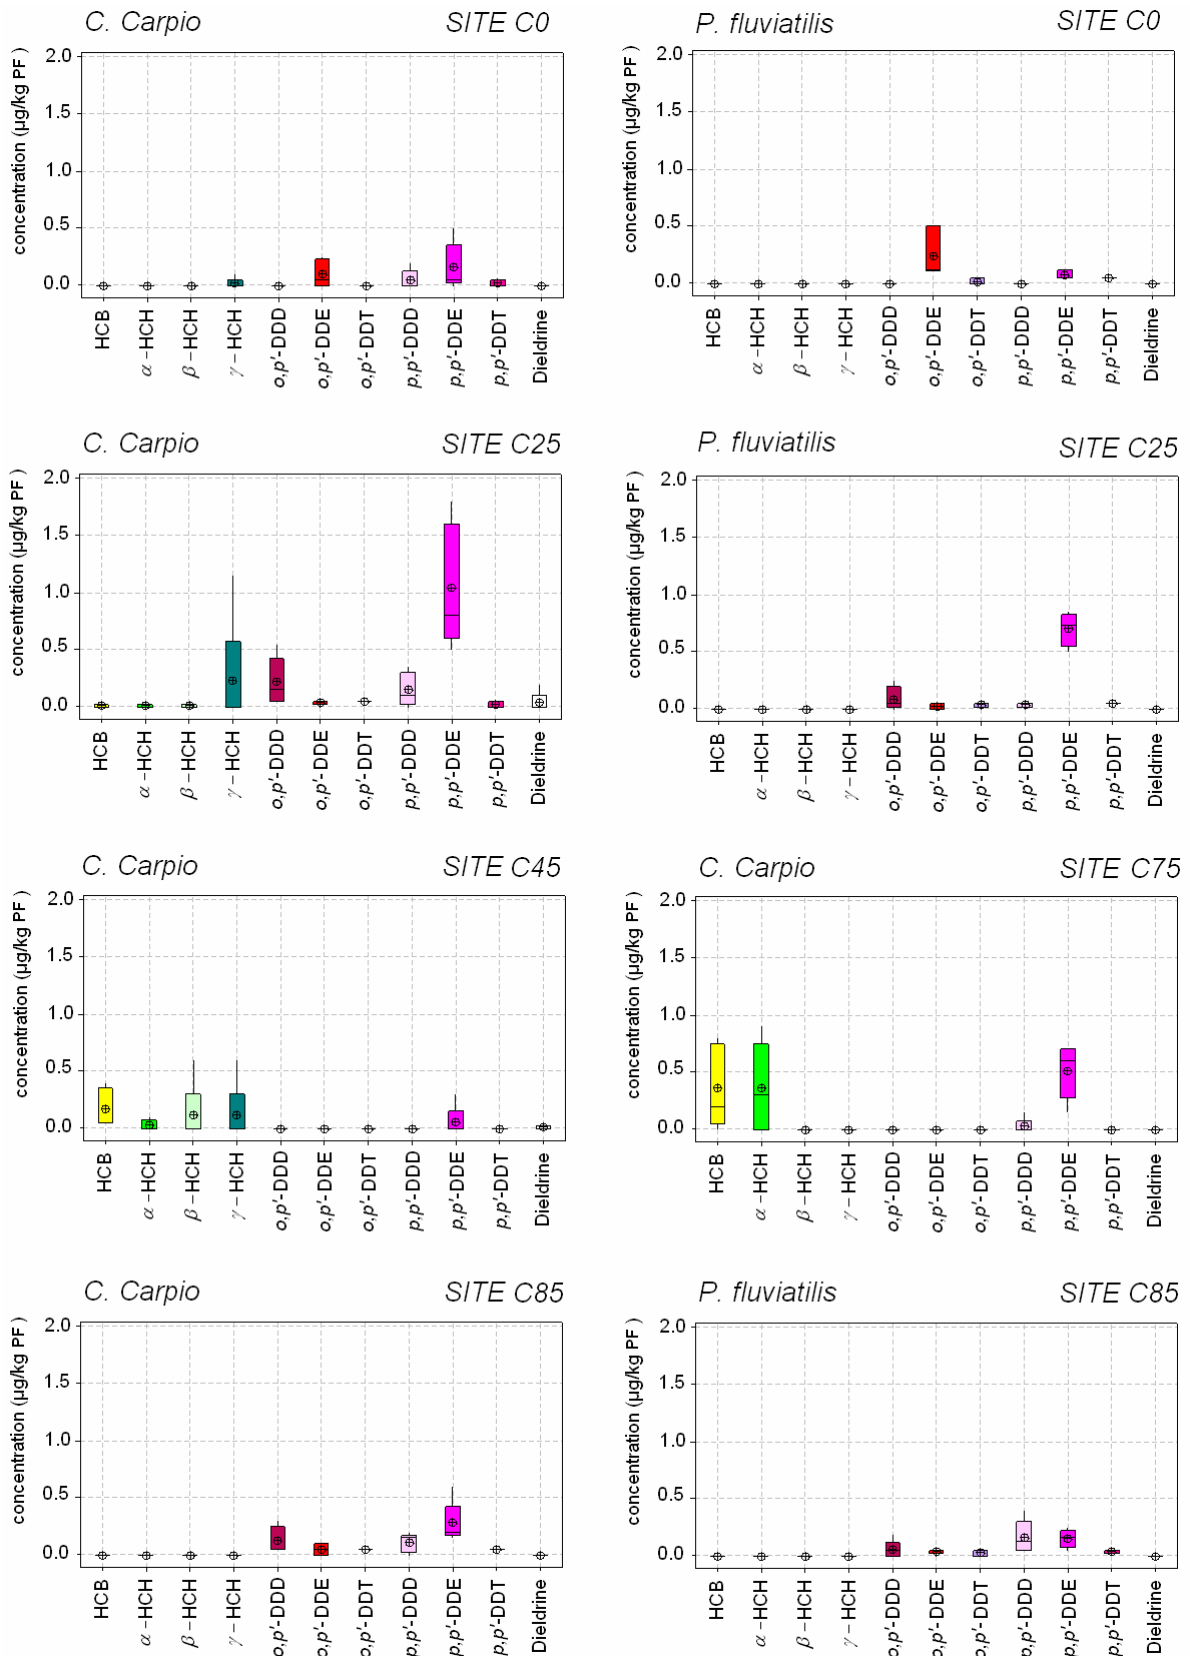 C. Carpio SITE C0
concentration (µg/kg PF )
2.0
1.5
1.0
0.5
0.0
HCB
α-HCH
β-HCH
γ-HCH
o,p'-DDD
o,p'-DDE
o,p'-DDT
p,p'-DDD
p,p'-DDE
p,p'-DDT
Dieldrine
P. fluviatilis SITE C0
concentration (µg/kg PF )
2.0
1.5
1.0
0.5
0.0
HCB
α-HCH
β-HCH
γ-HCH
o,p'-DDD
o,p'-DDE
o,p'-DDT
p,p'-DDD
p,p'-DDE
p,p'-DDT
Dieldrine
C. Carpio SITE C25
concentration (µg/kg PF )
2.0
1.5
1.0
0.5
0.0
HCB
α-HCH
β-HCH
γ-HCH
o,p'-DDD
o,p'-DDE
o,p'-DDT
p,p'-DDD
p,p'-DDE
p,p'-DDT
Dieldrine
P. fluviatilis SITE C25
concentration (µg/kg PF )
2.0
1.5
1.0
0.5
0.0
HCB
α-HCH
β-HCH
γ-HCH
o,p'-DDD
o,p'-DDE
o,p'-DDT
p,p'-DDD
p,p'-DDE
p,p'-DDT
Dieldrine
C. Carpio SITE C45
concentration (µg/kg PF )
2.0
1.5
1.0
0.5
0.0
HCB
α-HCH
β-HCH
γ-HCH
o,p'-DDD
o,p'-DDE
o,p'-DDT
p,p'-DDD
p,p'-DDE
p,p'-DDT
Dieldrine
C. Carpio SITE C75
concentration (µg/kg PF )
2.0
1.5
1.0
0.5
0.0
HCB
α-HCH
β-HCH
γ-HCH
o,p'-DDD
o,p'-DDE
o,p'-DDT
p,p'-DDD
p,p'-DDE
p,p'-DDT
Dieldrine
C. Carpio SITE C85
concentration (µg/kg PF )
2.0
1.5
1.0
0.5
0.0
HCB
α-HCH
β-HCH
γ-HCH
o,p'-DDD
o,p'-DDE
o,p'-DDT
p,p'-DDD
p,p'-DDE
p,p'-DDT
Dieldrine
P. fluviatilis SITE C85
concentration (µg/kg PF )
2.0
1.5
1.0
0.5
0.0
HCB
α-HCH
β-HCH
γ-HCH
o,p'-DDD
o,p'-DDE
o,p'-DDT
p,p'-DDD
p,p'-DDE
p,p'-DDT
Dieldrine